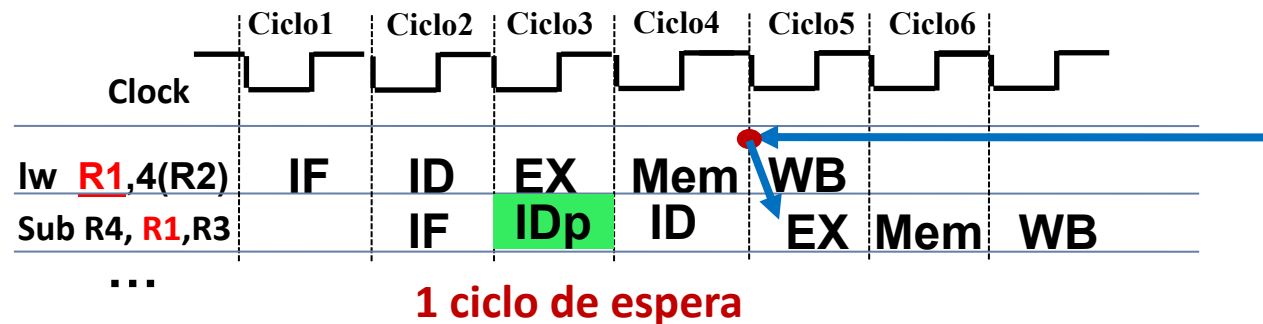 Ciclo1 Ciclo2 Ciclo3 Ciclo4 Ciclo5 Ciclo6
Clock
lw R1,4(R2) IF ID EX Mem WB
Sub R4, R1,R3 IF IDp ID EX Mem WB
...
1 ciclo de espera